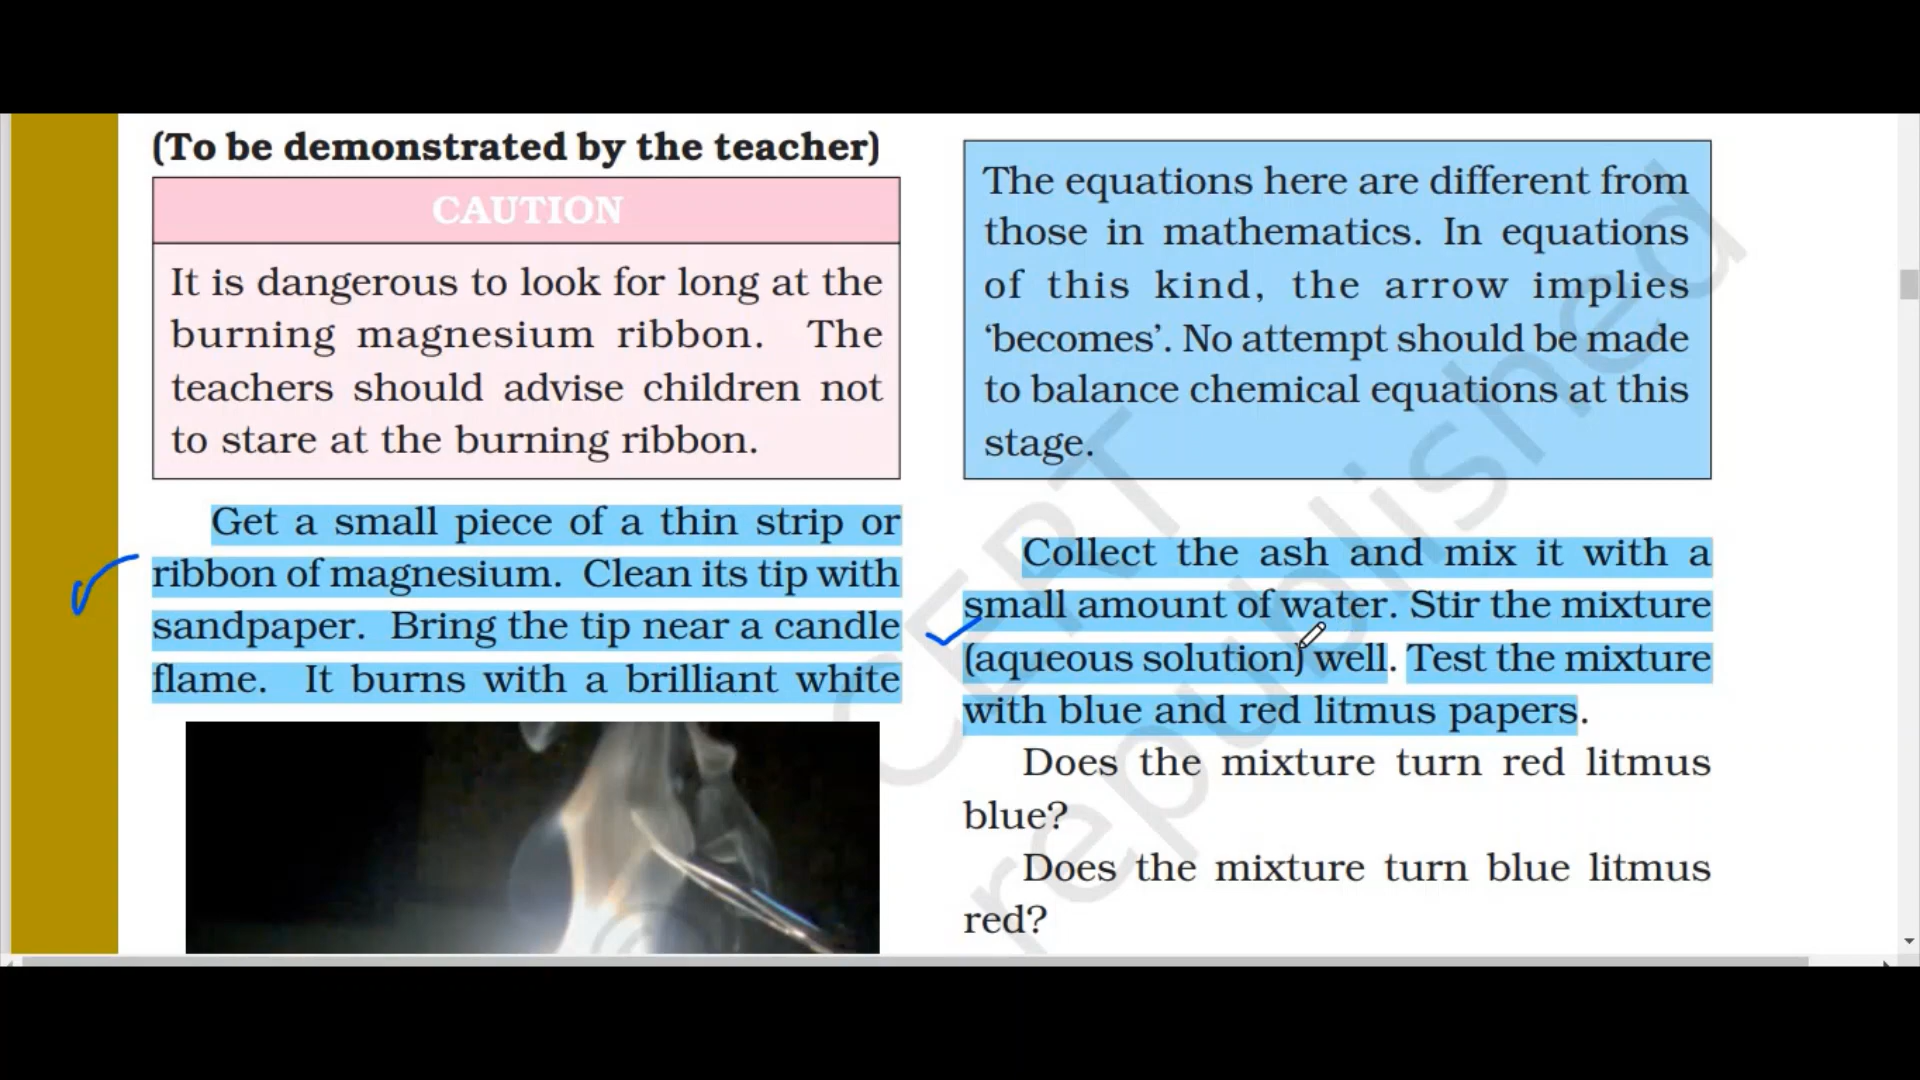 (To be demonstrated by the teacher)
CAUTION
It is dangerous to look for long at the
burning magnesium ribbon. The
teachers should advise children not
to stare at the burning ribbon.
Get a small piece of a thin strip or
ribbon of magnesium. Clean its tip with
sandpaper. Bring the tip near a candle
flame. It burns with a brilliant white
The equations here are different from
those in mathematics. In equations
of this kind, the arrow implies
‘becomes’. No attempt should be made
to balance chemical equations at this
stage.
Collect the ash and mix it with a
small amount of water. Stir the mixture
(aqueous solution) well. Test the mixture
with blue and red litmus papers.
Does the mixture turn red litmus
blue?
Does the mixture turn blue litmus
red?
CERT
republished